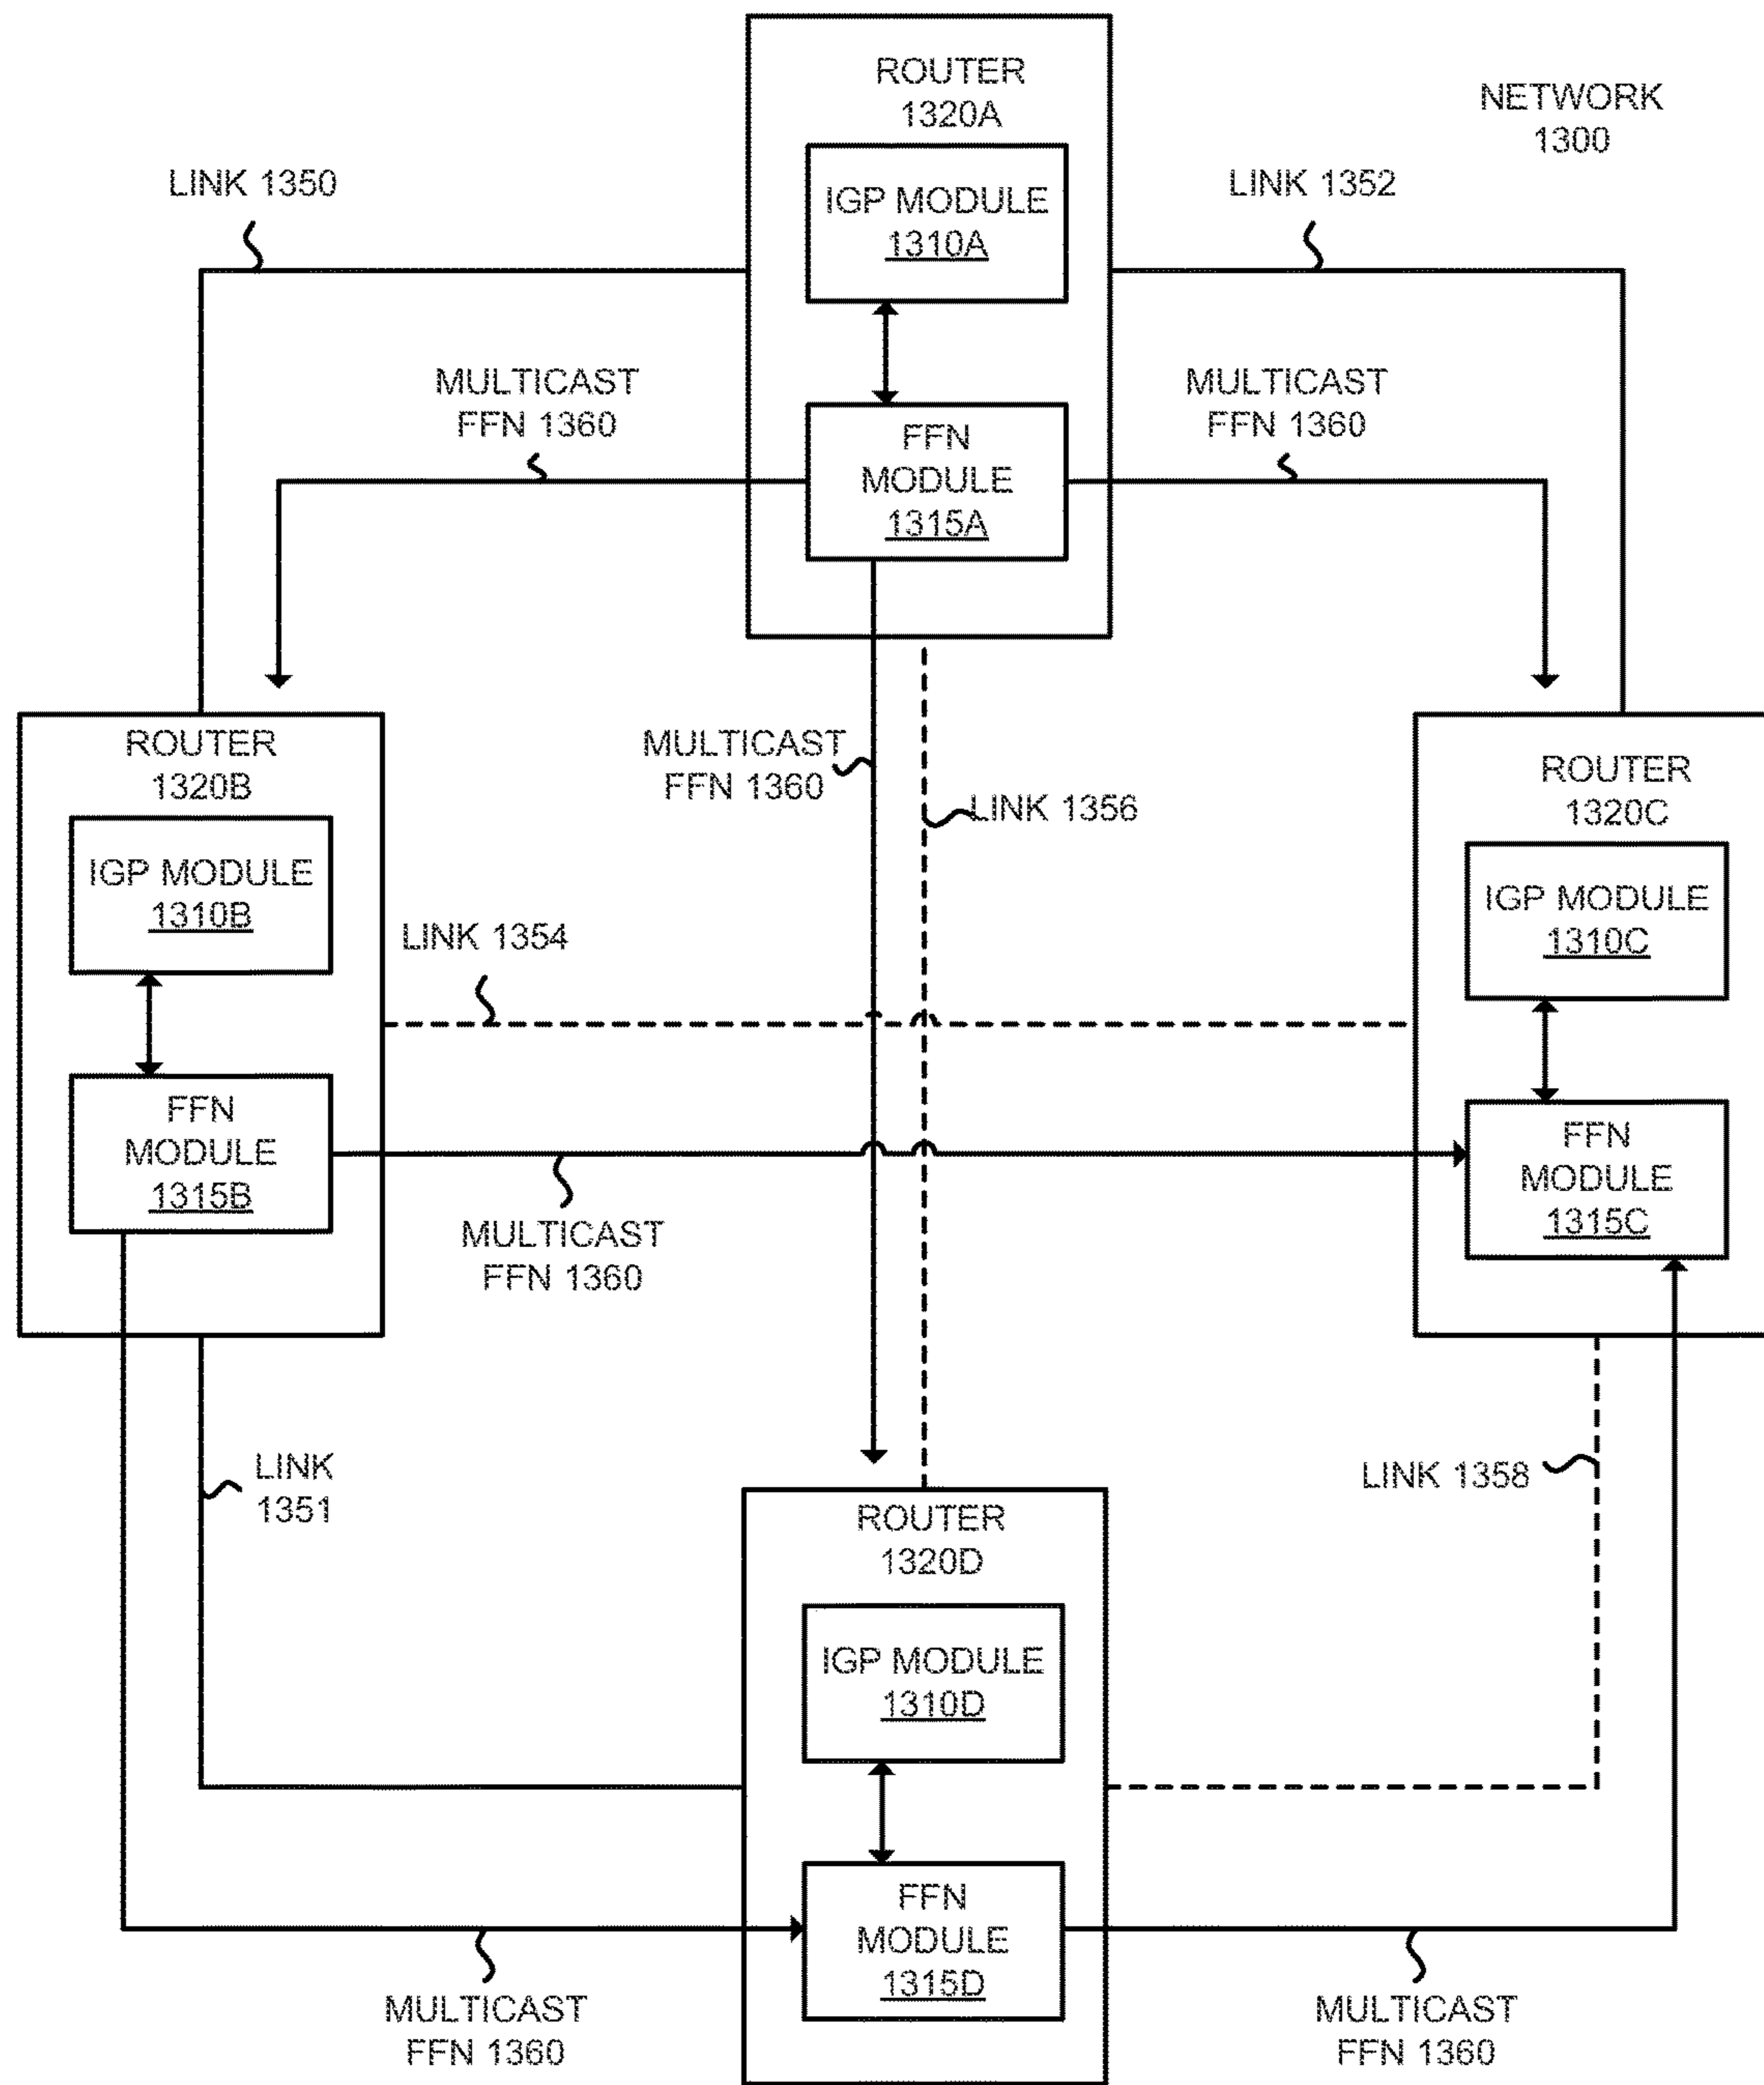 ROUTER
1320A
NETWORK
1300
IGP MODULE
1310A
LINK 1350
LINK 1352
MULTICAST
FFN 1360
MULTICAST
FFN 1360
FFN
MODULE
1315A
ROUTER
1320B
MULTICAST
FFN 1360
LINK 1356
ROUTER
1320C
IGP MODULE
1310B
IGP MODULE
1310C
LINK 1354
FFN
MODULE
1315B
FFN
MODULE
1315C
MULTICAST
FFN 1360
LINK
1351
LINK 1358
ROUTER
1320D
IGP MODULE
1310D
FFN
MODULE
1315D
MULTICAST
FFN 1360
MULTICAST
FFN 1360